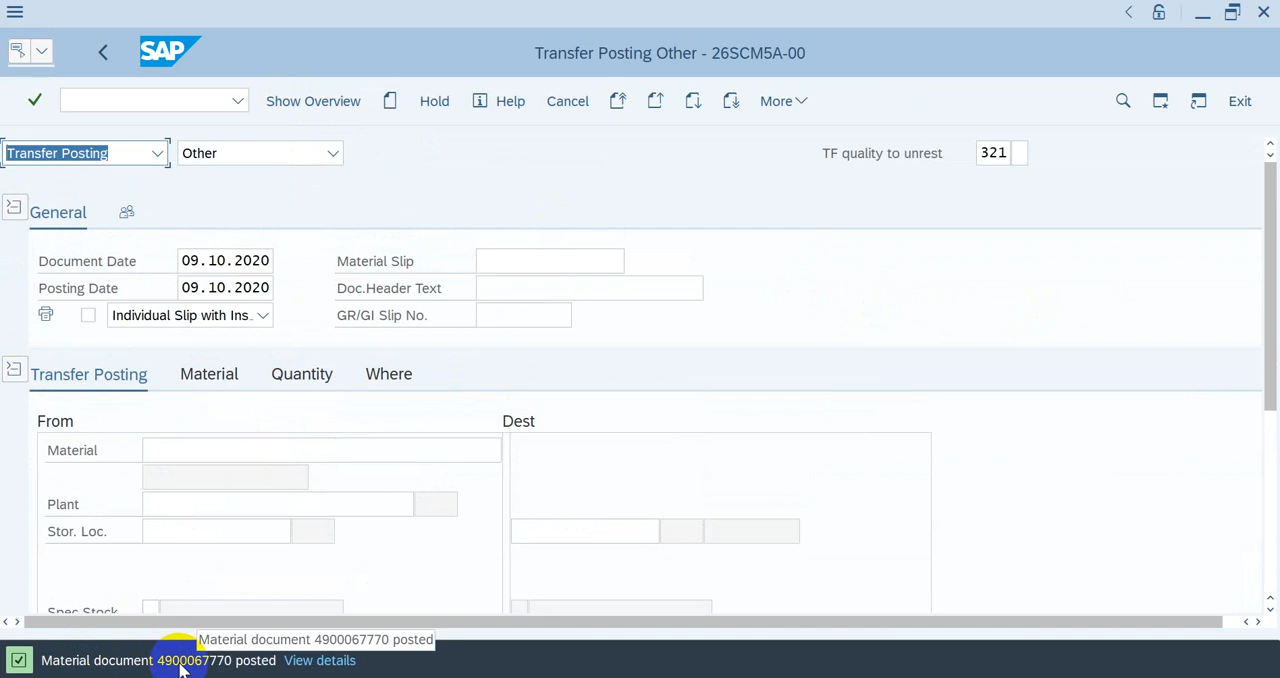 SAP
Transfer Posting Other - 26SCM5A-00
Show Overview Hold Help Cancel More Exit
Transfer Posting Other TF quality to unrest 321
General
Document Date 09.10.2020 Material Slip
Posting Date 09.10.2020 Doc.Header Text
Individual Slip with Ins. GR/GI Slip No.
Transfer Posting Material Quantity Where
From Dest
Material
Plant
Stor. Loc.
Spec.Stock
Material document 4900067770 posted
Material document 4900067770 posted View details